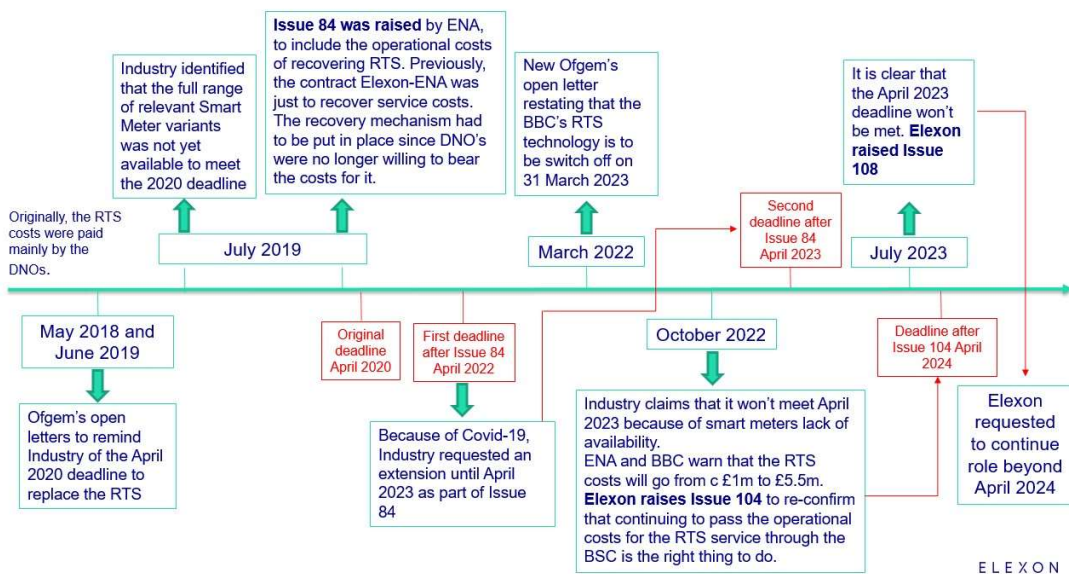 Industry identified
that the full range
of relevant Smart
Meter variants
was not yet
available to meet
the 2020 deadline
Issue 84 was raised by ENA,
to include the operational costs
of recovering RTS. Previously,
the contract Elexon-ENA was
just to recover service costs.
The recovery mechanism had
to be put in place since DNO's
were no longer willing to bear
the costs for it.
New Ofgem's
open letter
restating that the
BBC's RTS
technology is to
be switch off on
31 March 2023
It is clear that
the April 2023
deadline won't
be met. Elexon
raised Issue
108
Originally, the RTS
costs were paid
mainly by the
DNOs.
July 2019
March 2022
Second
deadline after
Issue 84
April 2023
July 2023
May 2018 and
June 2019
Original
deadline
April 2020
First deadline
after Issue 84
April 2022
October 2022
Deadline after
Issue 104 April
2024
Ofgem's open
letters to remind
Industry of the April
2020 deadline to
replace the RTS
Because of Covid-19,
Industry requested an
extension until April
2023 as part of Issue
84
Industry claims that it won't meet April
2023 because of smart meters lack of
availability.
ENA and BBC warn that the RTS
costs will go from c £1m to £5.5m.
Elexon raises Issue 104 to re-confirm
that continuing to pass the operational
costs for the RTS service through the
BSC is the right thing to do.
Elexon
requested
to continue
role beyond
April 2024
ELEXON